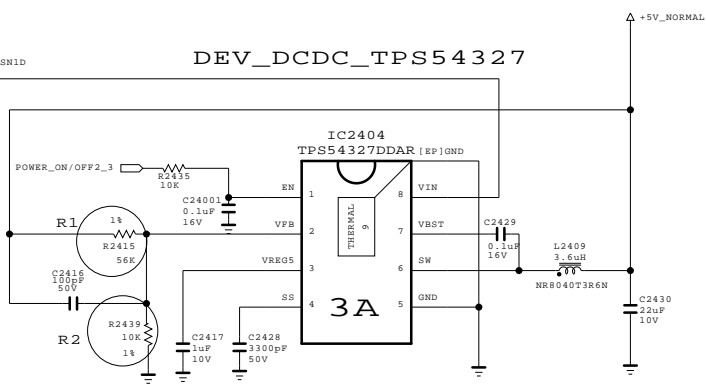 +5V_NORMAL
SN1D
DEV_DCDC_TPS54327
IC2404
TPS54327DDAR
[EP]GND
POWER_ON/OFF2_3
R2435
10K
C24001
0.1uF
16V
EN
1
8
VIN
R1
1%
R2415
56K
VFB
2
THERMAL
9
7
VBST
C2429
0.1uF
16V
L2409
3.6uH
NR8040T3R6N
VREG5
3
6
SW
C2416
100pF
50V
SS
4
3A
5
GND
C2430
22uF
10V
R2
R2439
10K
1%
C2417
1uF
10V
C2428
3300pF
50V